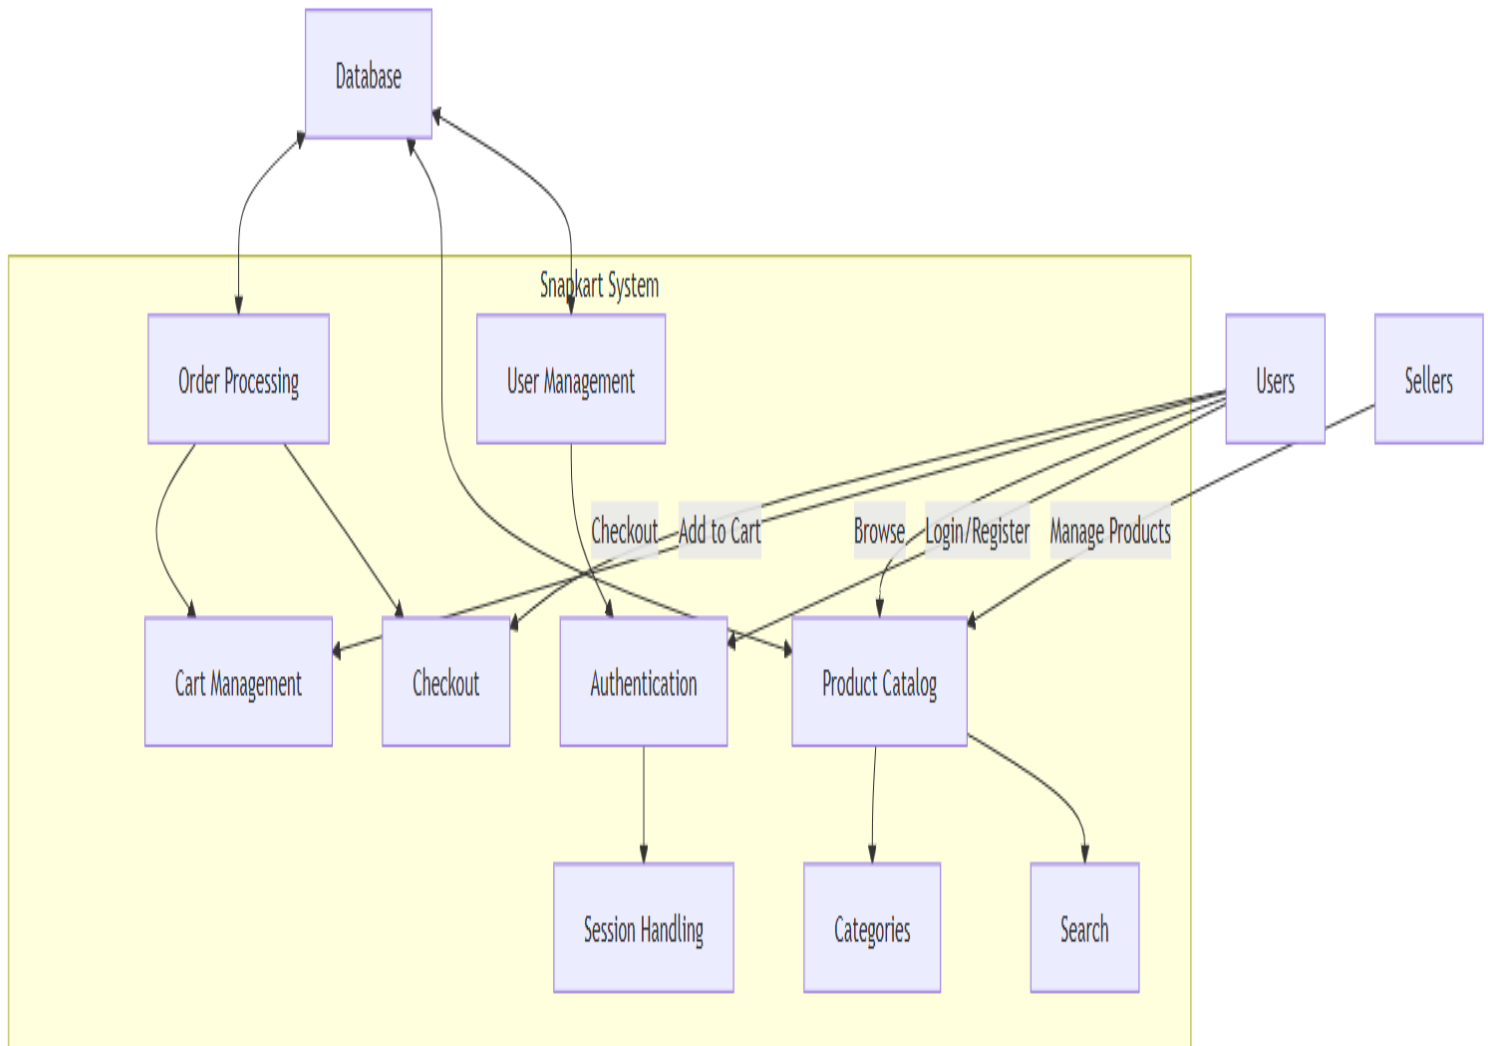 Database
Snapkart System
Order Processing
User Management
Users
Sellers
Checkout
Add to Cart
Browse
Login/Register
Manage Products
Cart Management
Checkout
Authentication
Product Catalog
Session Handling
Categories
Search